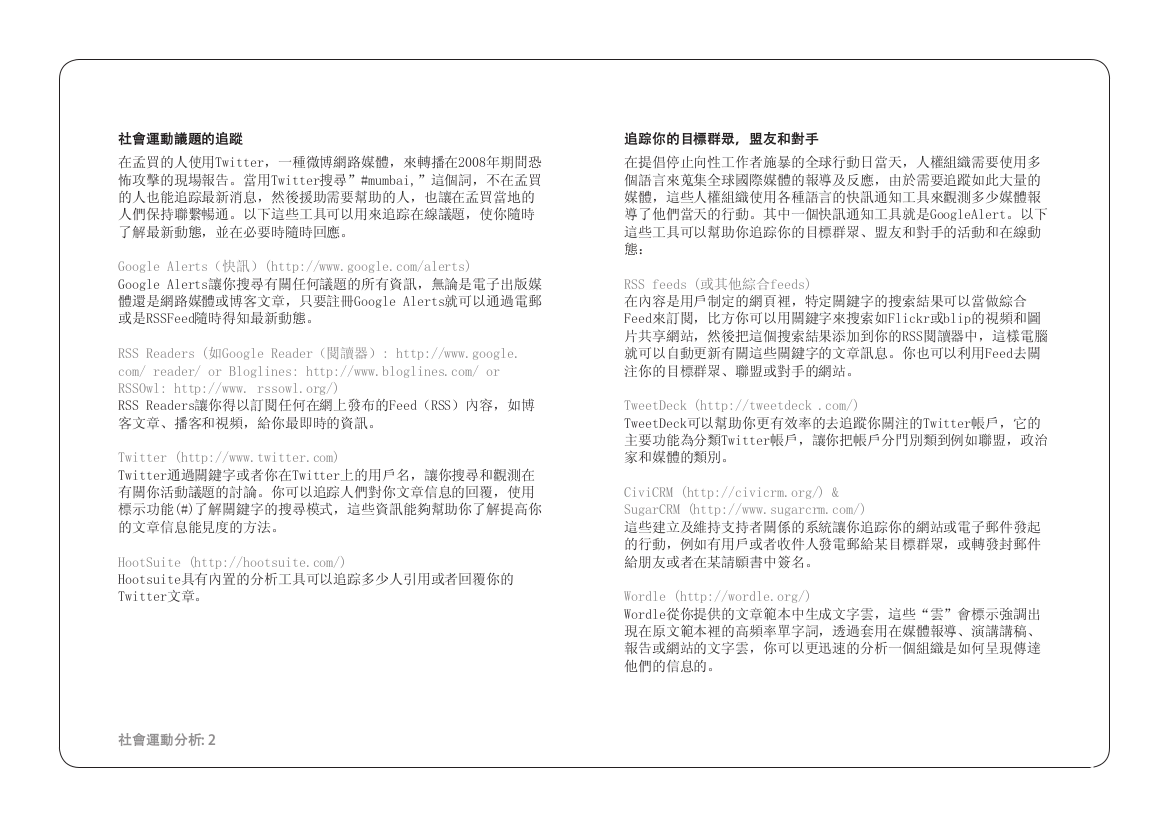 社會運動議題的追蹤
在孟買的人使用Twitter，一種微博網路媒體，來轉播在2008年期間恐
怖攻擊的現場報告。當用Twitter搜尋”#mumbai,”這個詞，不在孟買
的人也能追踪最新消息，然後援助需要幫助的人，也讓在孟買當地的
人們保持聯繫暢通。以下這些工具可以用來追踪在線議題，使你隨時
了解最新動態，並在必要時隨時回應。
Google Alerts（快訊）(http://www.google.com/alerts)
Google Alerts讓你搜尋有關任何議題的所有資訊，無論是電子出版媒
體還是網路媒體或博客文章，只要註冊Google Alerts就可以通過電郵
或是RSSFeed隨時得知最新動態。
RSS Readers (如Google Reader（閱讀器）: http://www.google.
com/ reader/ or Bloglines: http://www.bloglines.com/ or
RSSOwl: http://www. rssowl.org/)
RSS Readers讓你得以訂閱任何在網上發布的Feed（RSS）內容，如博
客文章、播客和視頻，給你最即時的資訊。
Twitter (http://www.twitter.com)
Twitter通過關鍵字或者你在Twitter上的用戶名，讓你搜尋和觀測在
有關你活動議題的討論。你可以追踪人們對你文章信息的回覆，使用
標示功能(#)了解關鍵字的搜尋模式，這些資訊能夠幫助你了解提高你
的文章信息能見度的方法。
HootSuite (http://hootsuite.com/)
Hootsuite具有內置的分析工具可以追踪多少人引用或者回覆你的
Twitter文章。
追踪你的目標群眾，盟友和對手
在提倡停止向性工作者施暴的全球行動日當天，人權組織需要使用多
個語言來蒐集全球國際媒體的報導及反應，由於需要追蹤如此大量的
媒體，這些人權組織使用各種語言的快訊通知工具來觀測多少媒體報
導了他們當天的行動。其中一個快訊通知工具就是GoogleAlert。以下
這些工具可以幫助你追踪你的目標群眾、盟友和對手的活動和在線動
態：
RSS feeds (或其他綜合feeds)
在內容是用戶制定的網頁裡，特定關鍵字的搜索結果可以當做綜合
Feed來訂閱，比方你可以用關鍵字來搜索如Flickr或blip的視頻和圖
片共享網站，然後把這個搜索結果添加到你的RSS閱讀器中，這樣電腦
就可以自動更新有關這些關鍵字的文章訊息。你也可以利用Feed去關
注你的目標群眾、聯盟或對手的網站。
TweetDeck (http://tweetdeck .com/)
TweetDeck可以幫助你更有效率的去追蹤你關注的Twitter帳戶，它的
主要功能為分類Twitter帳戶，讓你把帳戶分門別類到例如聯盟，政治
家和媒體的類別。
CiviCRM (http://civicrm.org/) &
SugarCRM (http://www.sugarcrm.com/)
這些建立及維持支持者關係的系統讓你追踪你的網站或電子郵件發起
的行動，例如有用戶或者收件人發電郵給某目標群眾，或轉發封郵件
給朋友或者在某請願書中簽名。
Wordle (http://wordle.org/)
Wordle從你提供的文章範本中生成文字雲，這些“雲”會標示強調出
現在原文範本裡的高頻率單字詞，透過套用在媒體報導、演講講稿、
報告或網站的文字雲，你可以更迅速的分析一個組織是如何呈現傳達
他們的信息的。
社會運動分析: 2